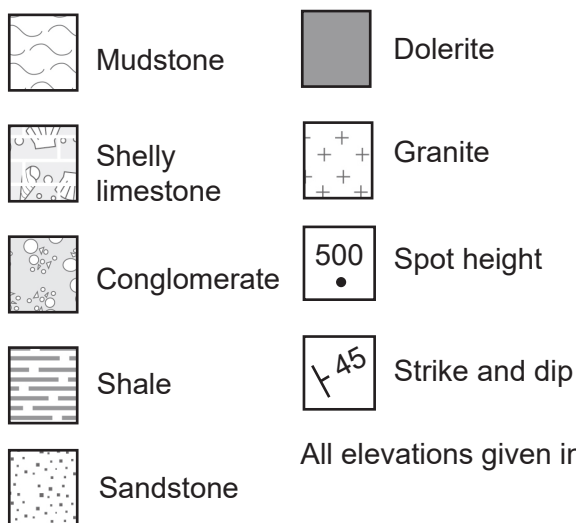 Mudstone
Shelly
limestone
Conglomerate
Shale
Sandstone
Dolerite
Granite
500
Spot height
45
Strike and dip
All elevations given in